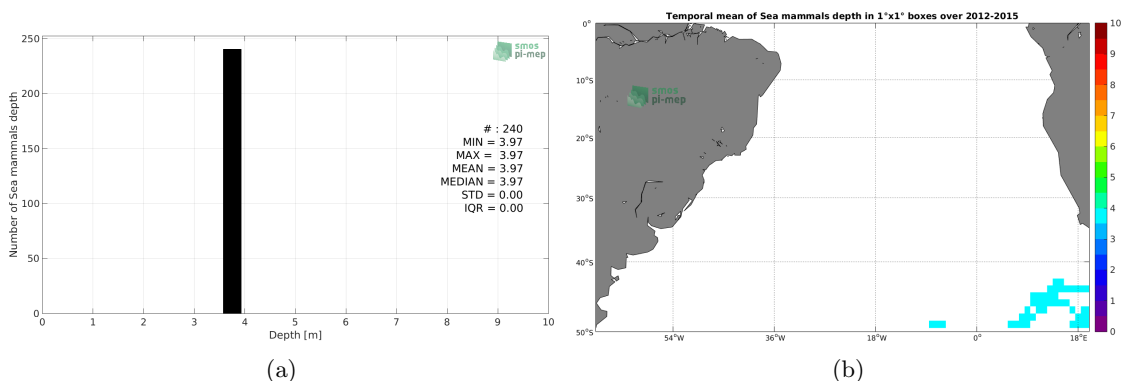 250
200
150
100
50
0
Number of Sea mammals depth
0 1 2 3 4 5 6 7 8 9 10
Depth [m]
smos
pi-mep
# : 240
MIN = 3.97
MAX = 3.97
MEAN = 3.97
MEDIAN = 3.97
STD = 0.00
IQR = 0.00
(a)
Temporal mean of Sea mammals depth in 1°x1° boxes over 2012-2015
0°
10°S
20°S
30°S
40°S
50°S
54°W 36°W 18°W 0° 18°E
smos
pi-mep
10
9
8
7
6
5
4
3
2
1
0
(b)